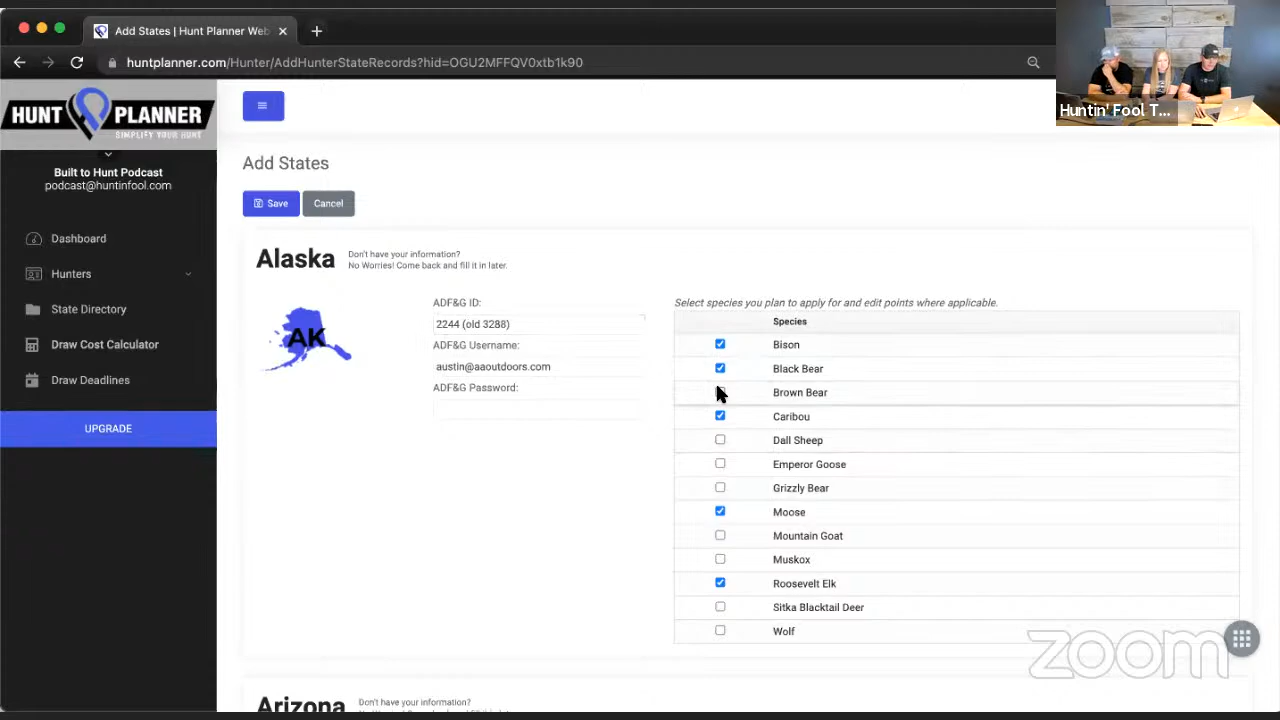 Add States | Hunt Planner Web
huntplanner.com/Hunter/AddHunterStateRecords?hid=OGU2MFFQV0xtb1k90
Huntin' Fool T...
HUNT PLANNER
SIMPLIFY YOUR HUNT
Built to Hunt Podcast
podcast@huntinfool.com
Dashboard
Hunters
State Directory
Draw Cost Calculator
Draw Deadlines
UPGRADE
Add States
Save
Cancel
Alaska
Don't have your information?
No Worries! Come back and fill it in later.
AK
ADF&G ID:
2244 (old 3288)
ADF&G Username:
austin@aaoutdoors.com
ADF&G Password:
Select species you plan to apply for and edit points where applicable.
Species
Bison
Black Bear
Brown Bear
Caribou
Dall Sheep
Emperor Goose
Grizzly Bear
Moose
Mountain Goat
Muskox
Roosevelt Elk
Sitka Blacktail Deer
Wolf
zoom
Arizona
Don't have your information?